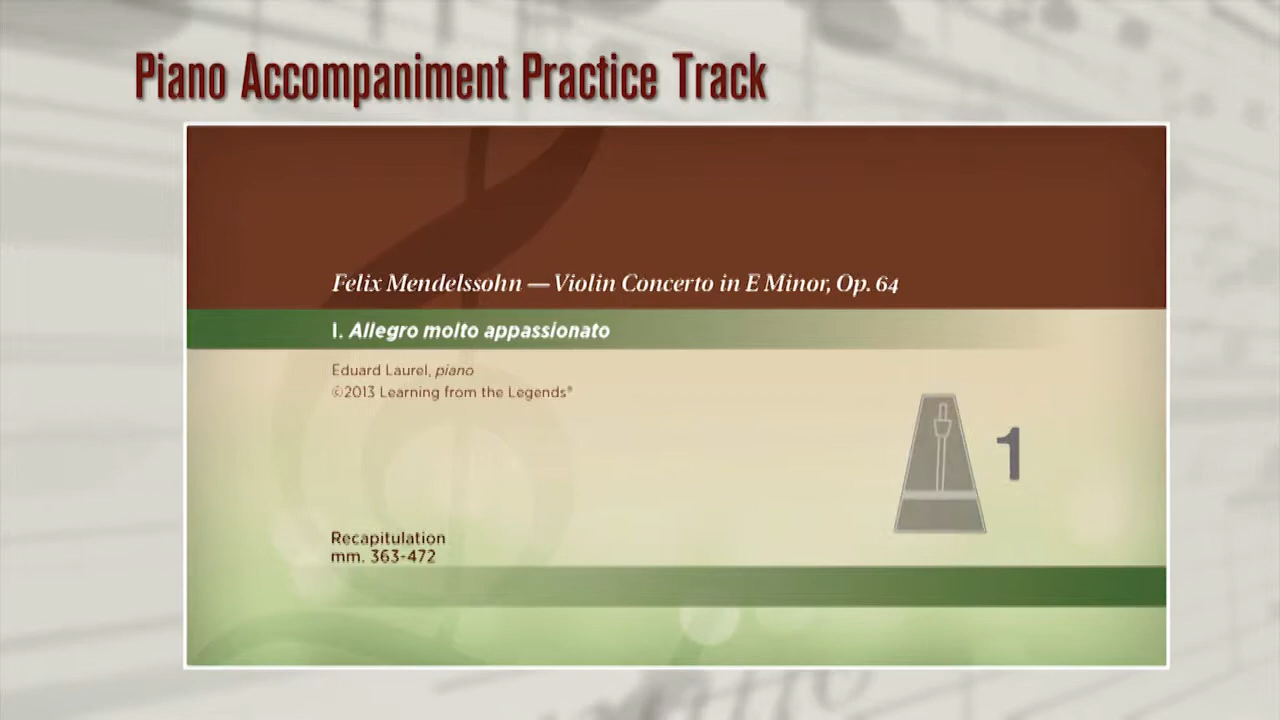 Piano Accompaniment Practice Track
Felix Mendelssohn — Violin Concerto in E Minor, Op. 64
I. Allegro molto appassionato
Eduard Laurel, piano
©2013 Learning from the Legends®
1
Recapitulation
mm. 363-472